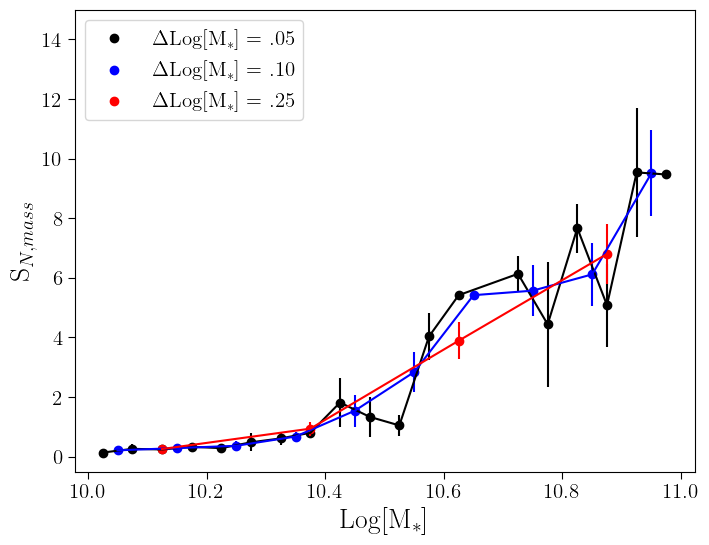 ΔLog[M*] = .05
ΔLog[M*] = .10
ΔLog[M*] = .25
14
12
10
8
6
4
2
0
S_{N,mass}
10.0 10.2 10.4 10.6 10.8 11.0
Log[M*]